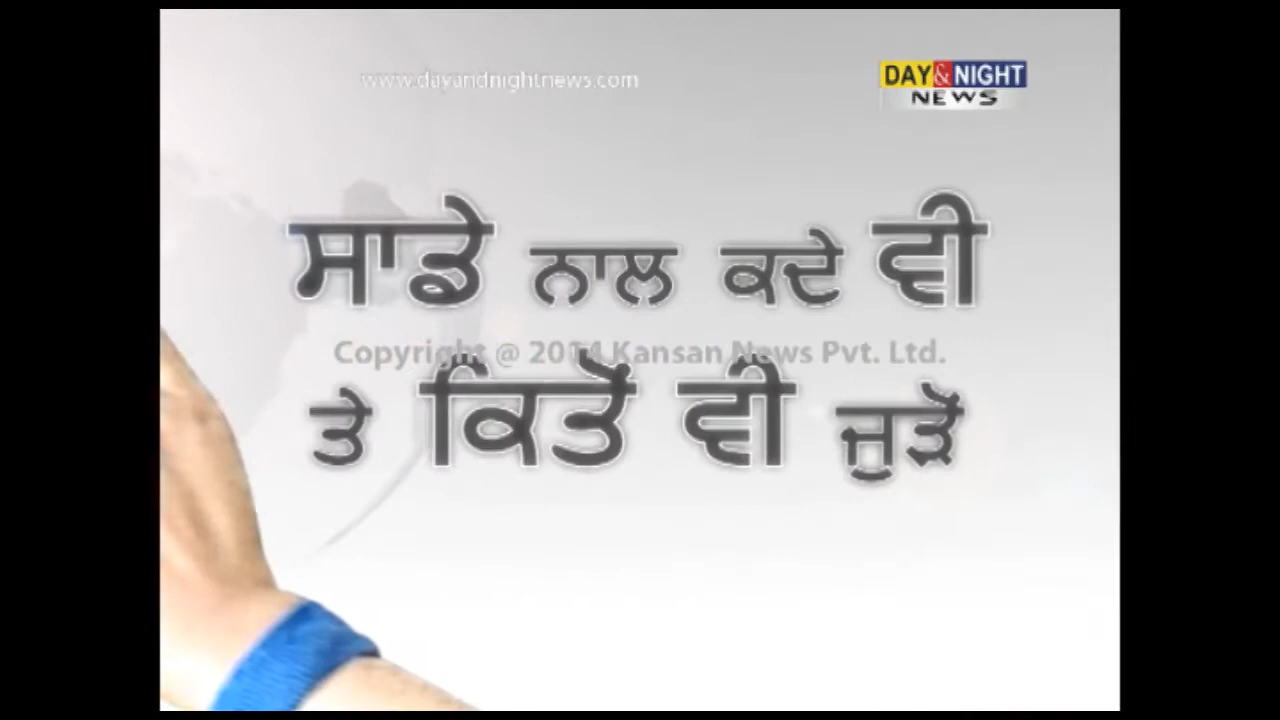 www.dayandnightnews.com
DAY&NIGHT
NEWS
ਸਾਡੇ ਨਾਲ ਕਦੇ ਵੀ
Copyright @ 2014 Kansan News Pvt. Ltd.
ਤੇ ਕਿਤੋਂ ਵੀ ਜੁੜੋਂ